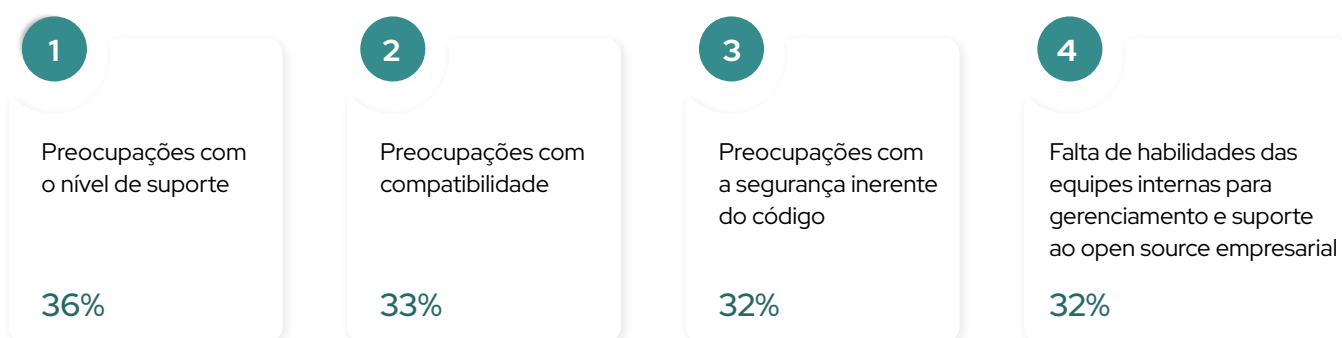 1
Preocupações com
o nível de suporte
36%
2
Preocupações com
compatibilidade
33%
3
Preocupações com
a segurança inerente
do código
32%
4
Falta de habilidades das
equipes internas para
gerenciamento e suporte
ao open source empresarial
32%